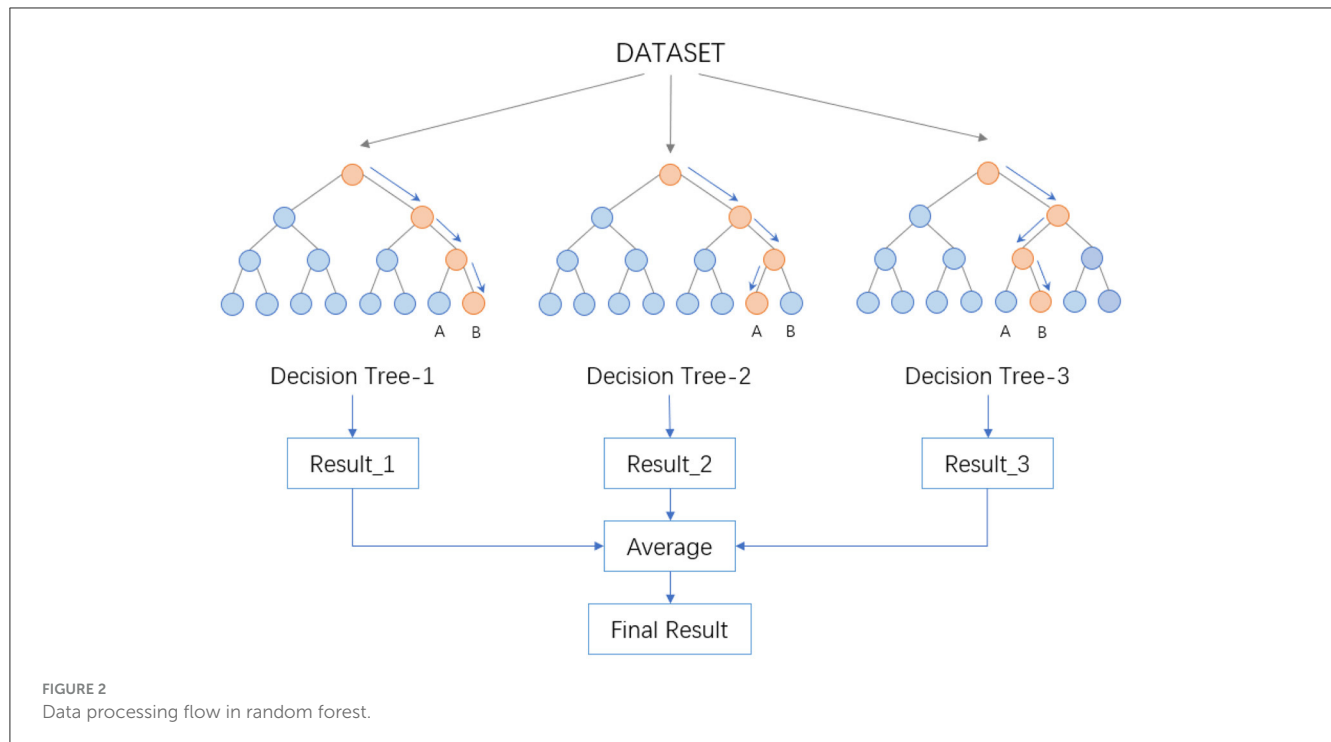 DATASET
A B A B A B
Decision Tree-1 Decision Tree-2 Decision Tree-3
Result_1 Result_2 Result_3
Average
Final Result
FIGURE 2
Data processing flow in random forest.